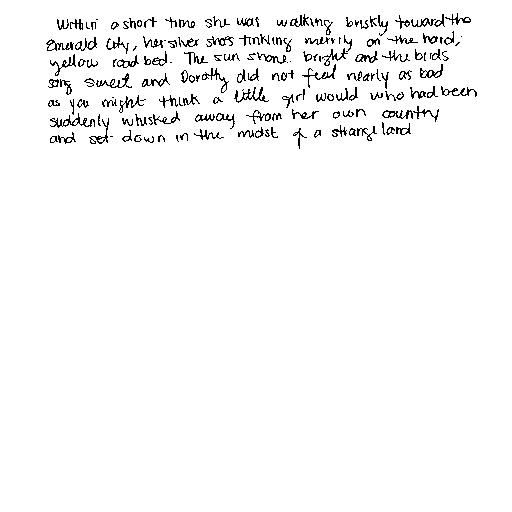 Within a short time she was walking briskly toward the
Emerald City, her silver shoes tinkling merrily on the hard,
yellow road bed. The sun shone bright and the birds
song sweet and Dorothy did not feel nearly as bad
as you might think a little girl would who had been
suddenly whisked away from her own country
and set down in the midst of a strange land